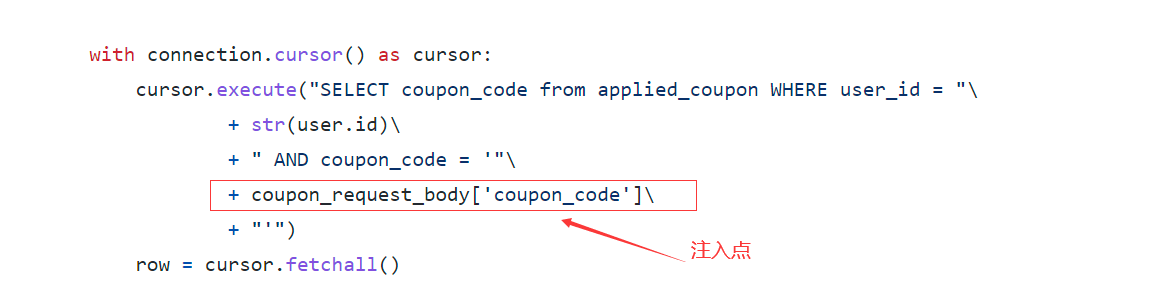 with connection.cursor() as cursor:
cursor.execute("SELECT coupon_code from applied_coupon WHERE user_id = "\
+ str(user.id)\
+ " AND coupon_code = '"\
+ coupon_request_body['coupon_code']\
+ "'")
注入点
row = cursor.fetchall()